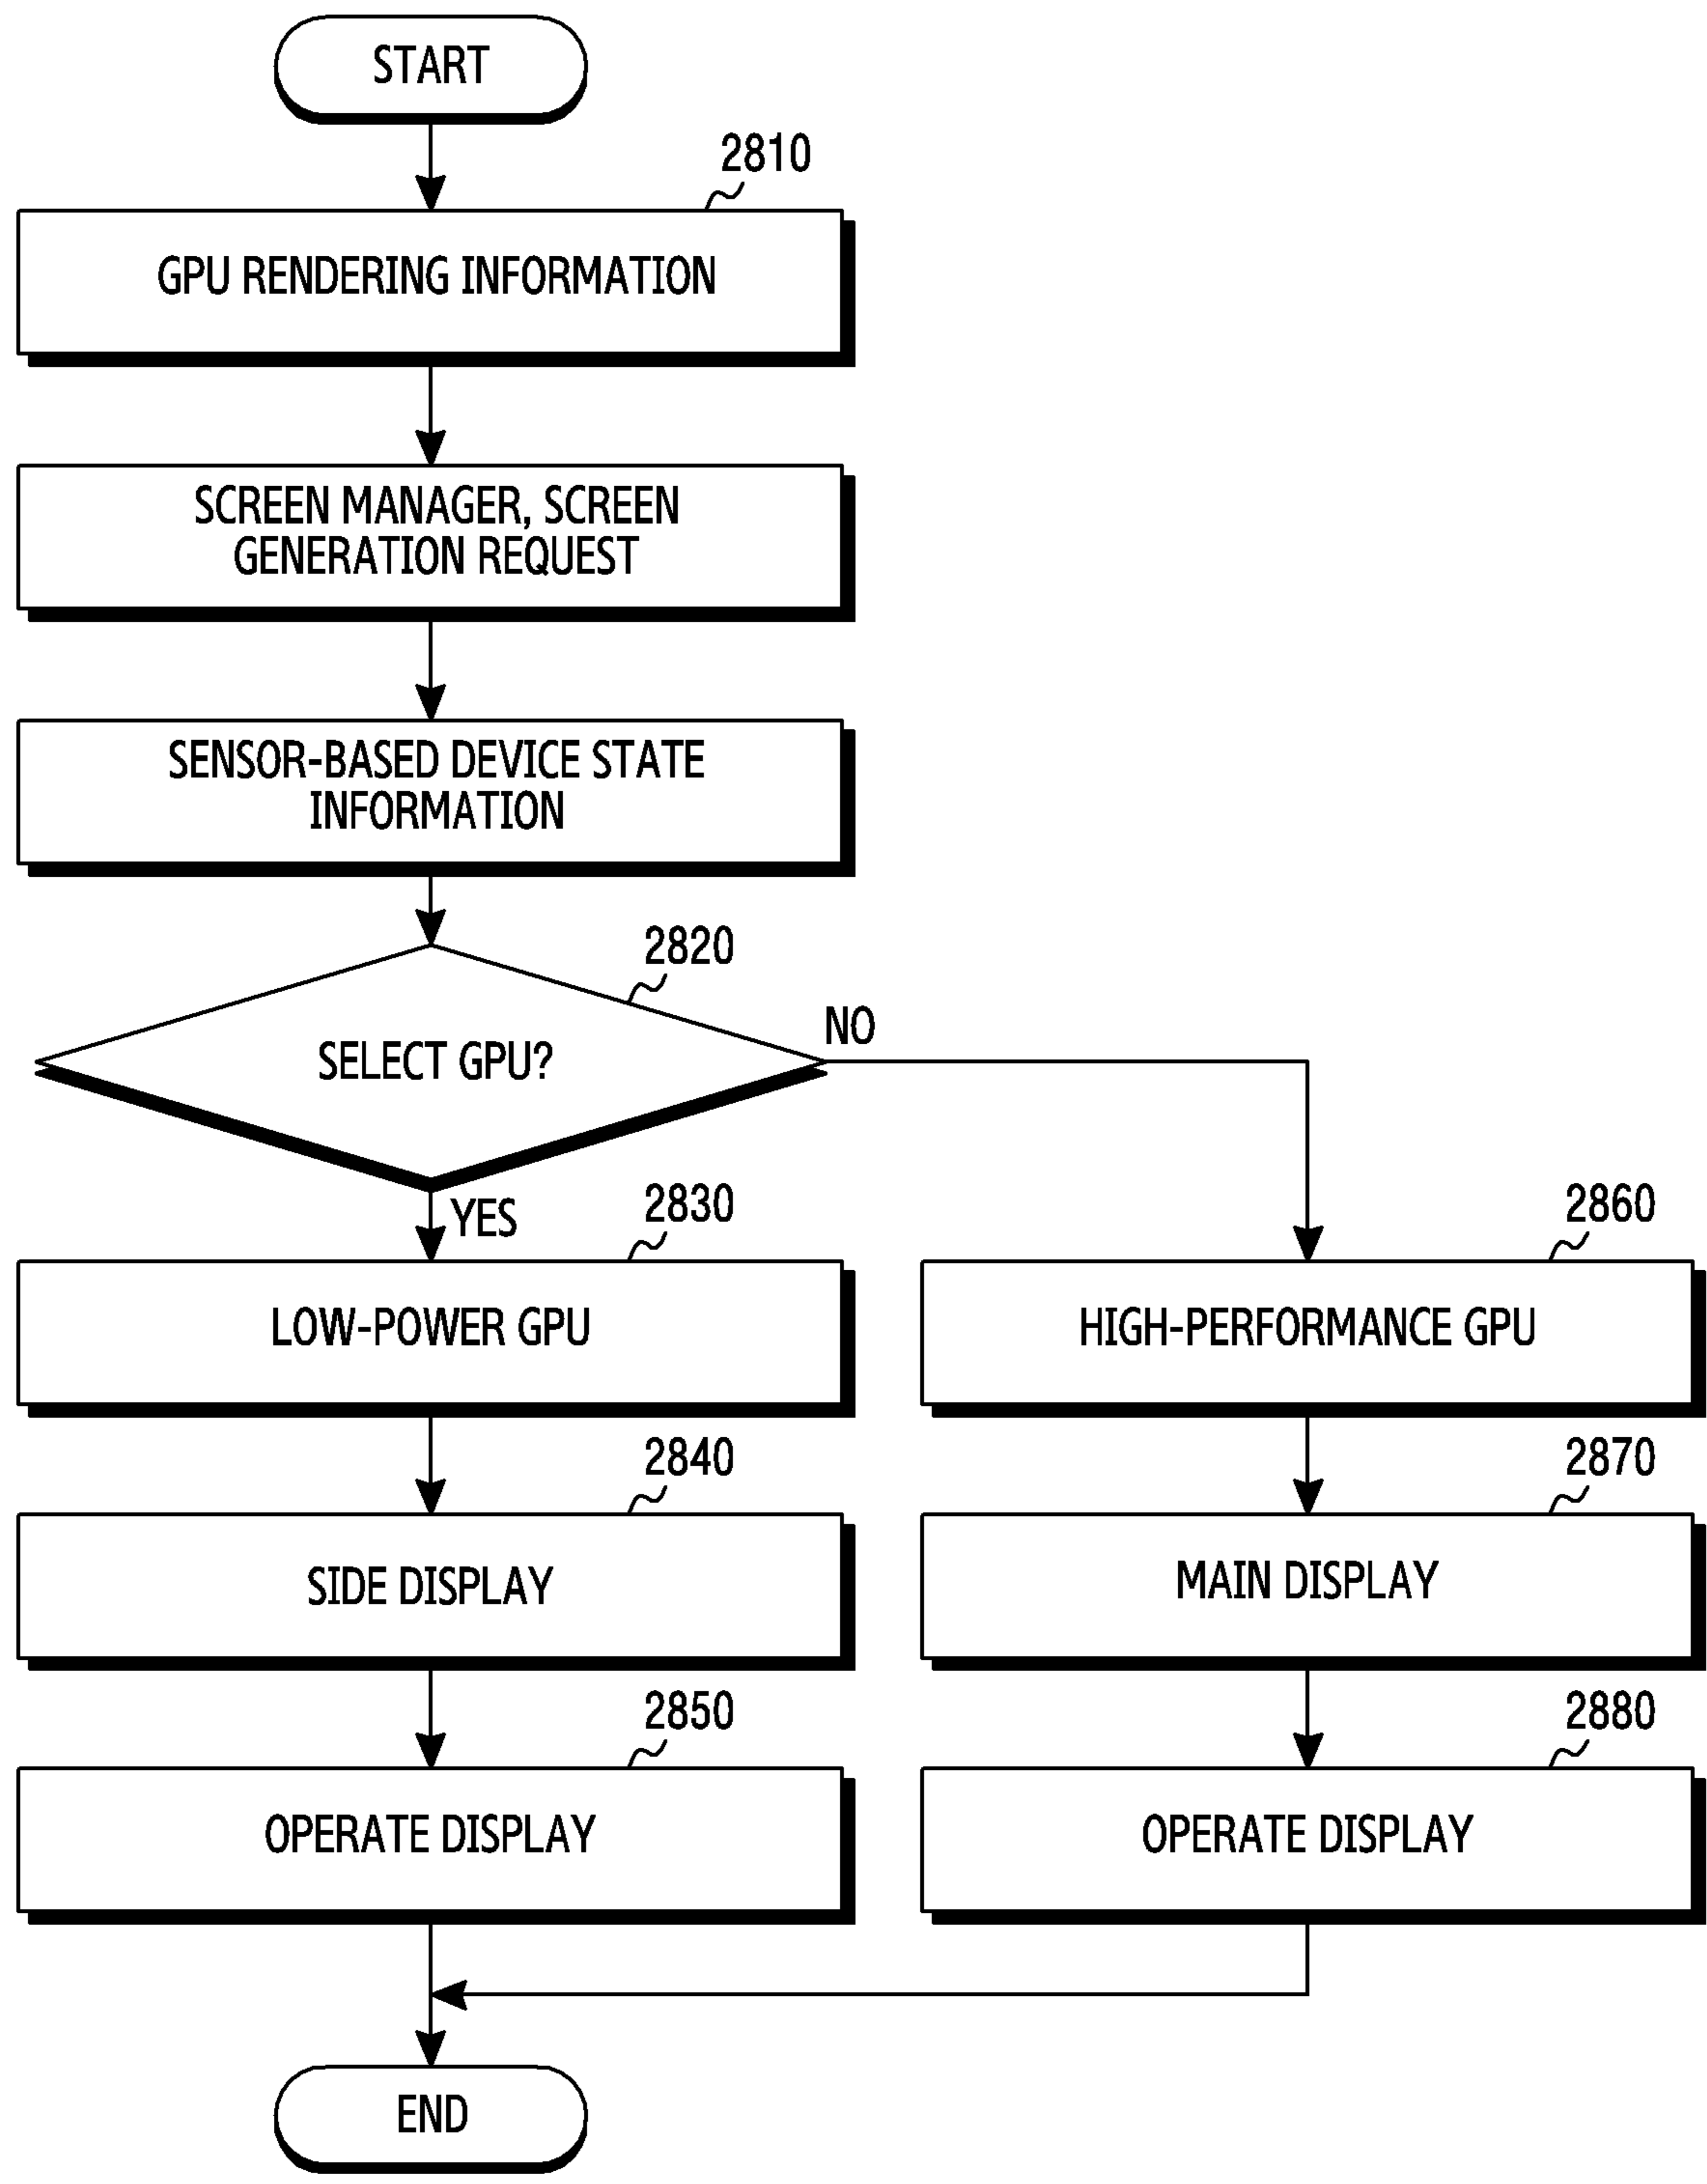 START
2810
GPU RENDERING INFORMATION
SCREEN MANAGER, SCREEN
GENERATION REQUEST
SENSOR-BASED DEVICE STATE
INFORMATION
2820
SELECT GPU?
NO
YES
2830
LOW-POWER GPU
2840
SIDE DISPLAY
2850
OPERATE DISPLAY
2860
HIGH-PERFORMANCE GPU
2870
MAIN DISPLAY
2880
OPERATE DISPLAY
END